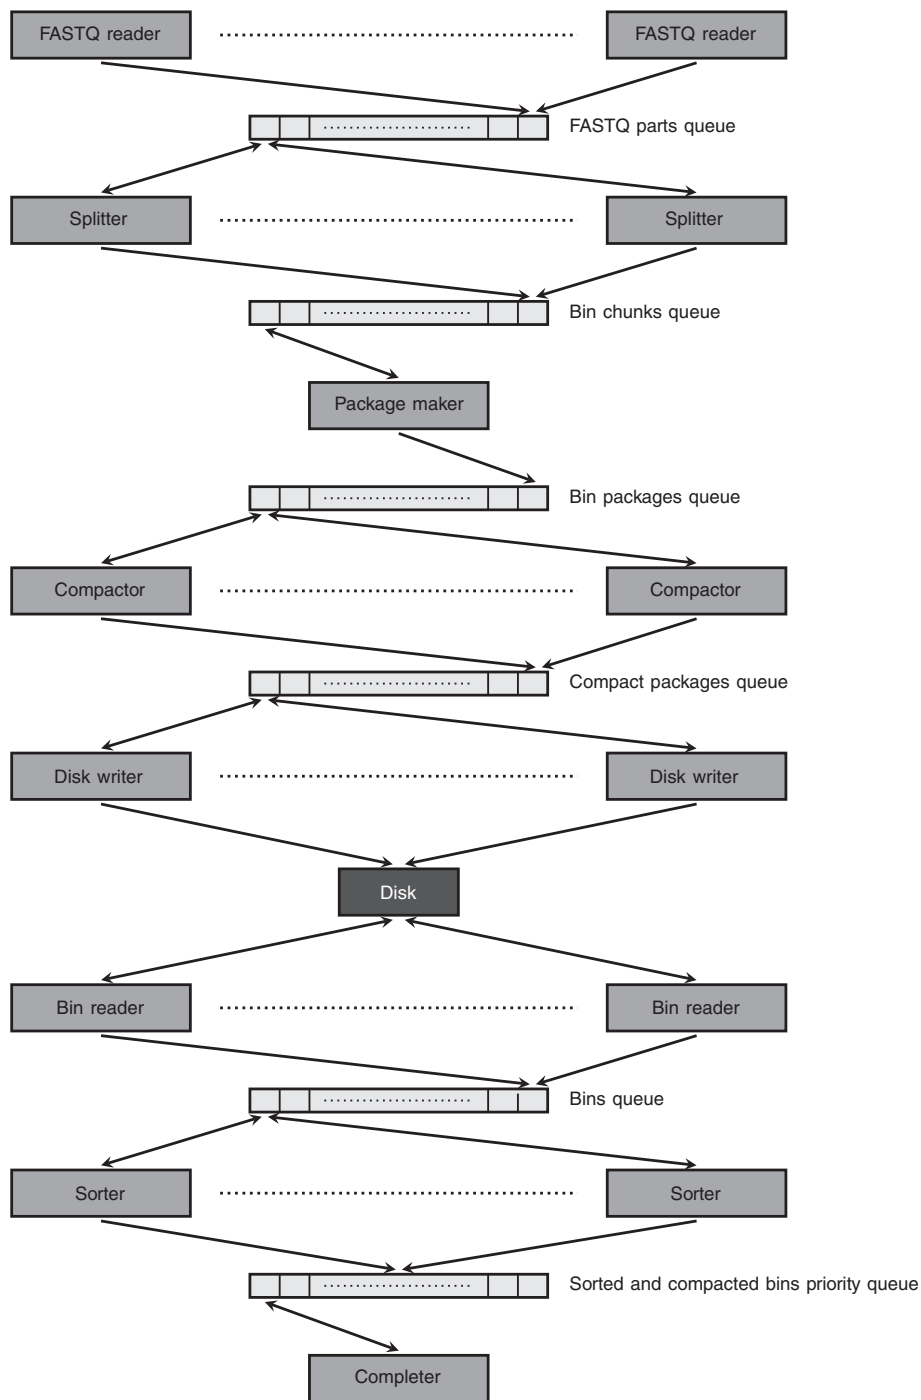 FASTQ reader
FASTQ reader
FASTQ parts queue
Splitter
Splitter
Bin chunks queue
Package maker
Bin packages queue
Compactor
Compactor
Compact packages queue
Disk writer
Disk writer
Disk
Bin reader
Bin reader
Bins queue
Sorter
Sorter
Sorted and compacted bins priority queue
Completer